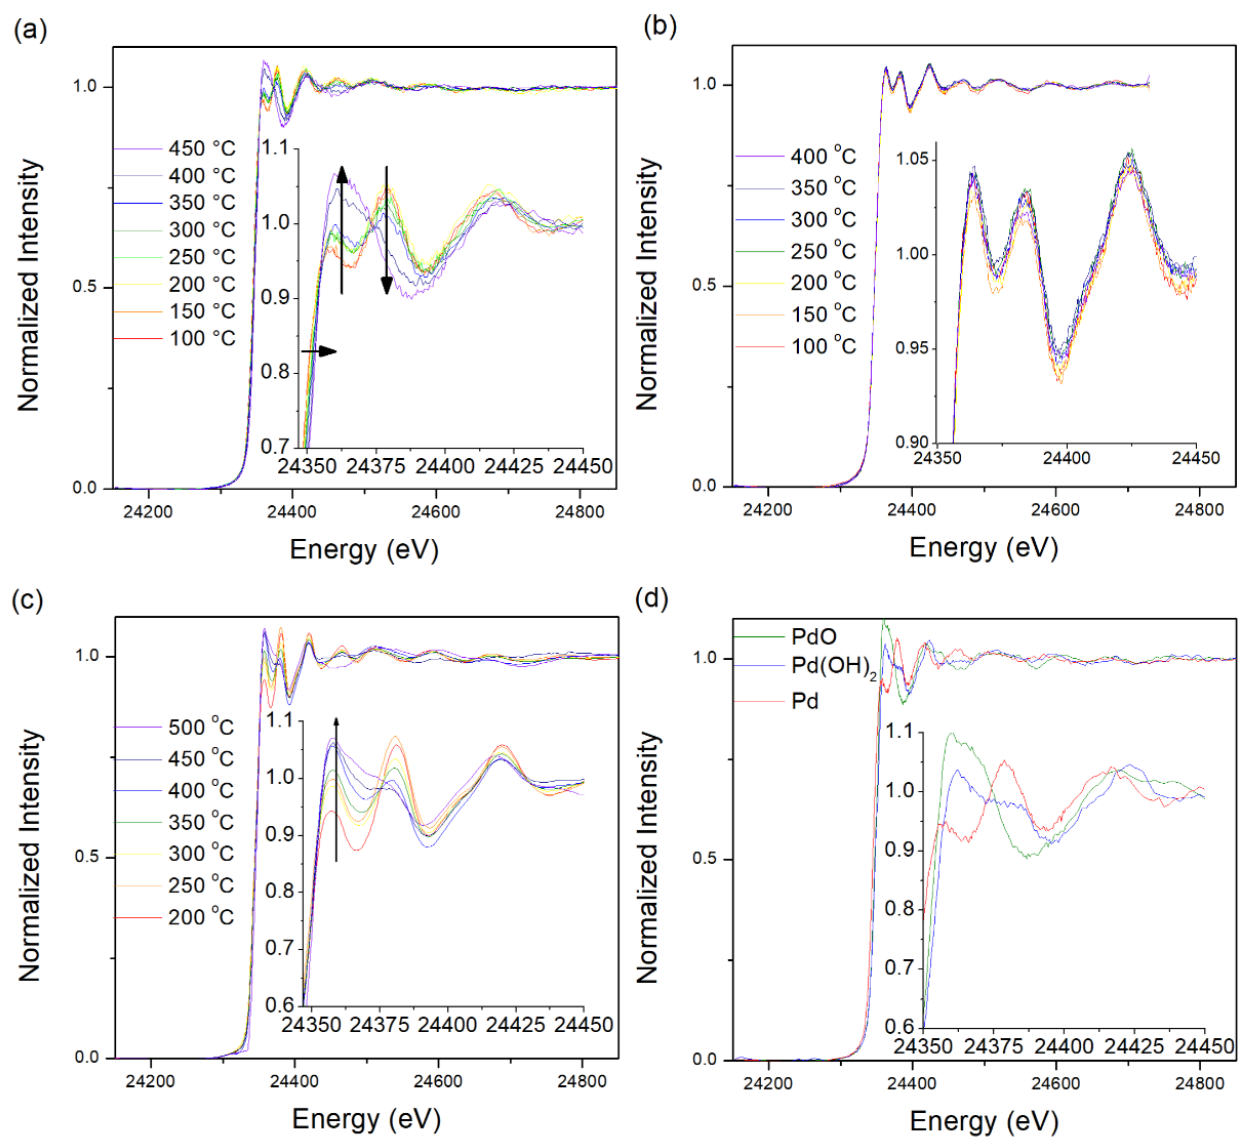 (a)
Normalized Intensity
1.0
0.5
0.0
450 °C
400 °C
350 °C
300 °C
250 °C
200 °C
150 °C
100 °C
1.1
1.0
0.9
0.8
0.7
24350 24375 24400 24425 24450
24200 24400 24600 24800
Energy (eV)
(b)
Normalized Intensity
1.0
0.5
0.0
400 °C
350 °C
300 °C
250 °C
200 °C
150 °C
100 °C
1.05
1.00
0.95
0.90
24350 24400 24450
24200 24400 24600 24800
Energy (eV)
(c)
Normalized Intensity
1.0
0.5
0.0
500 °C
450 °C
400 °C
350 °C
300 °C
250 °C
200 °C
1.1
1.0
0.9
0.8
0.7
0.6
24350 24375 24400 24425 24450
24200 24400 24600 24800
Energy (eV)
(d)
Normalized Intensity
1.0
0.5
0.0
PdO
Pd(OH)₂
Pd
1.1
1.0
0.9
0.8
0.7
0.6
24350 24375 24400 24425 24450
24200 24400 24600 24800
Energy (eV)